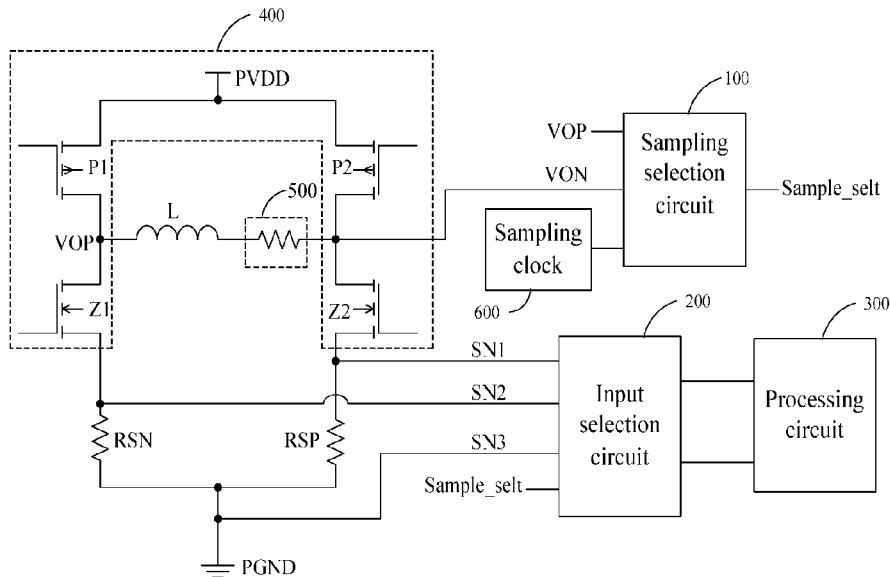 400
PVDD
100
P1
P2
VOP
VON
Sampling
selection
circuit
Sample_selt
500
L
VOP
Sampling
clock
600
Z1
Z2
200
300
SN1
SN2
SN3
Input
selection
circuit
Processing
circuit
RSN
RSP
Sample_selt
PGND